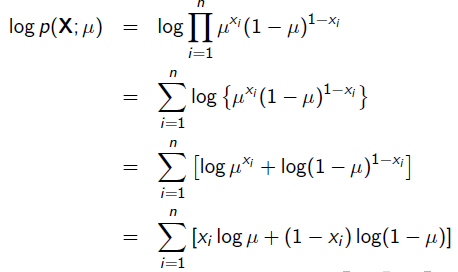 log p(X; μ) = log ∏_{i=1}^{n} μ^{x_i}(1 − μ)^{1−x_i}
= ∑_{i=1}^{n} log {μ^{x_i}(1 − μ)^{1−x_i}}
= ∑_{i=1}^{n} [log μ^{x_i} + log(1 − μ)^{1−x_i}]
= ∑_{i=1}^{n} [x_i log μ + (1 − x_i) log(1 − μ)]